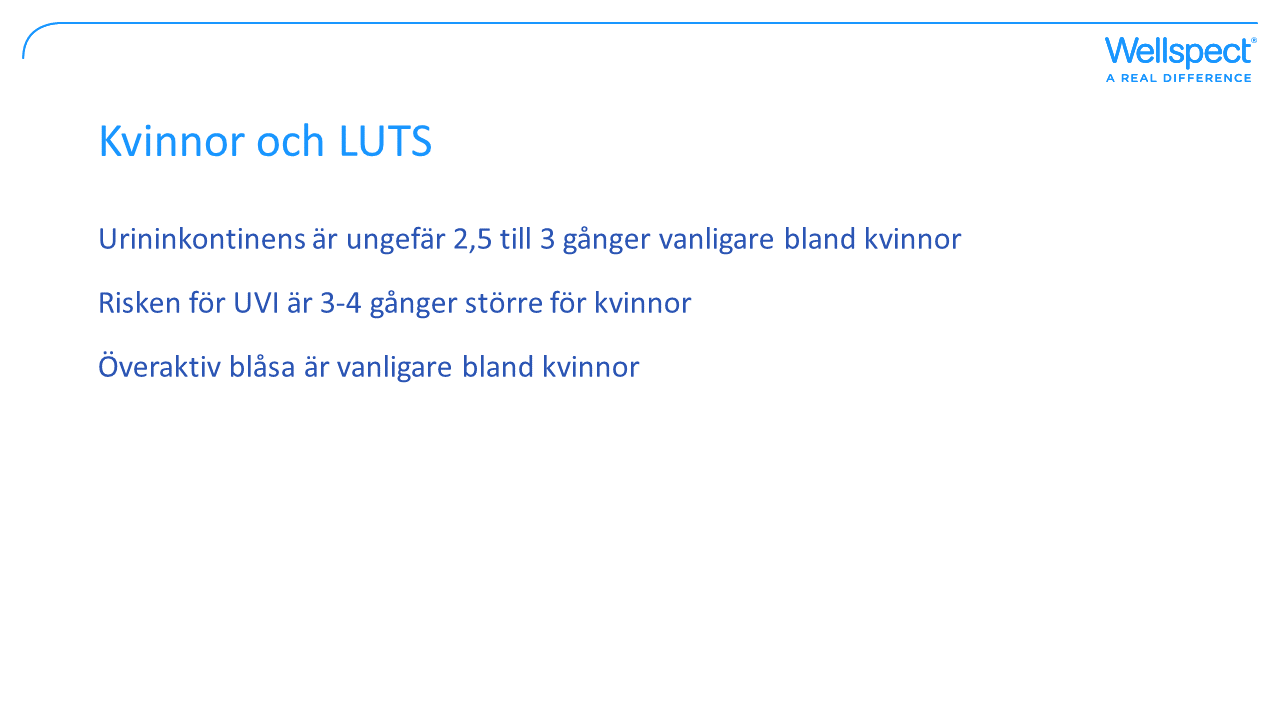 Wellspect®
A REAL DIFFERENCE
Kvinnor och LUTS
Urininkontinens är ungefär 2,5 till 3 gånger vanligare bland kvinnor
Risken för UVI är 3-4 gånger större för kvinnor
Överaktiv blåsa är vanligare bland kvinnor